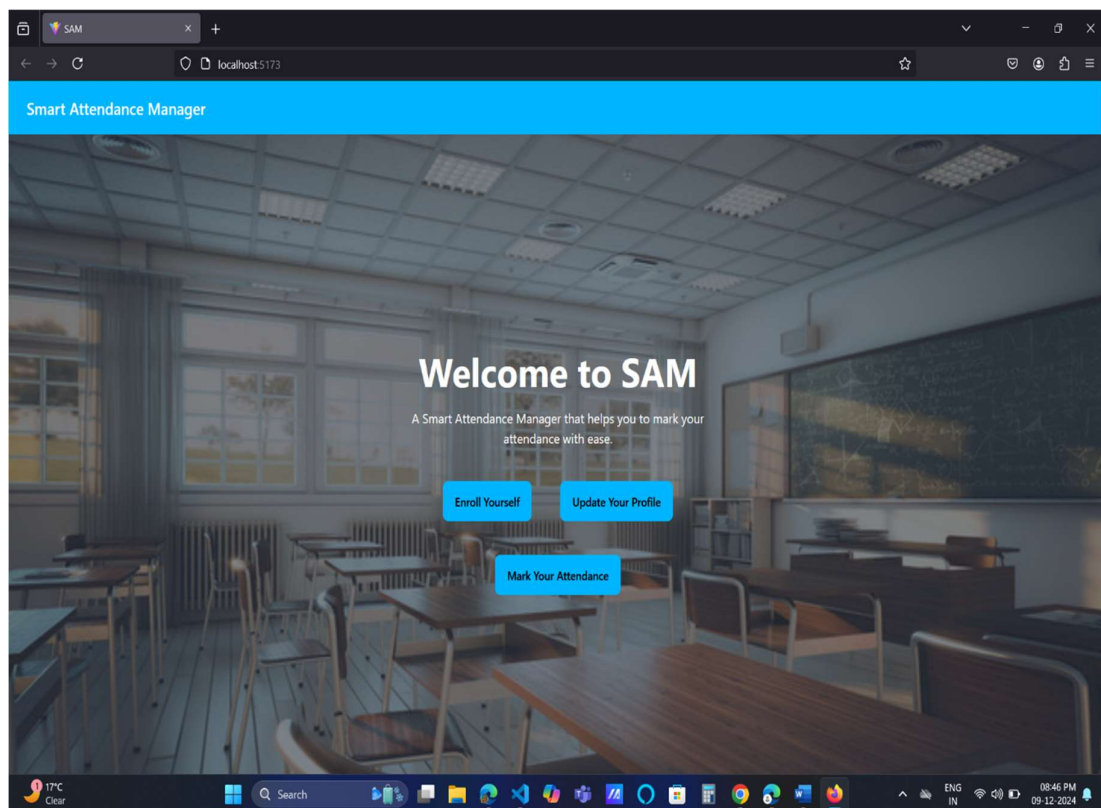 SAM
localhost:5173
Smart Attendance Manager
Welcome to SAM
A Smart Attendance Manager that helps you to mark your
attendance with ease.
Enroll Yourself
Update Your Profile
Mark Your Attendance
1
17°C
Clear
Search
ENG
IN
08:46 PM
09-12-2024